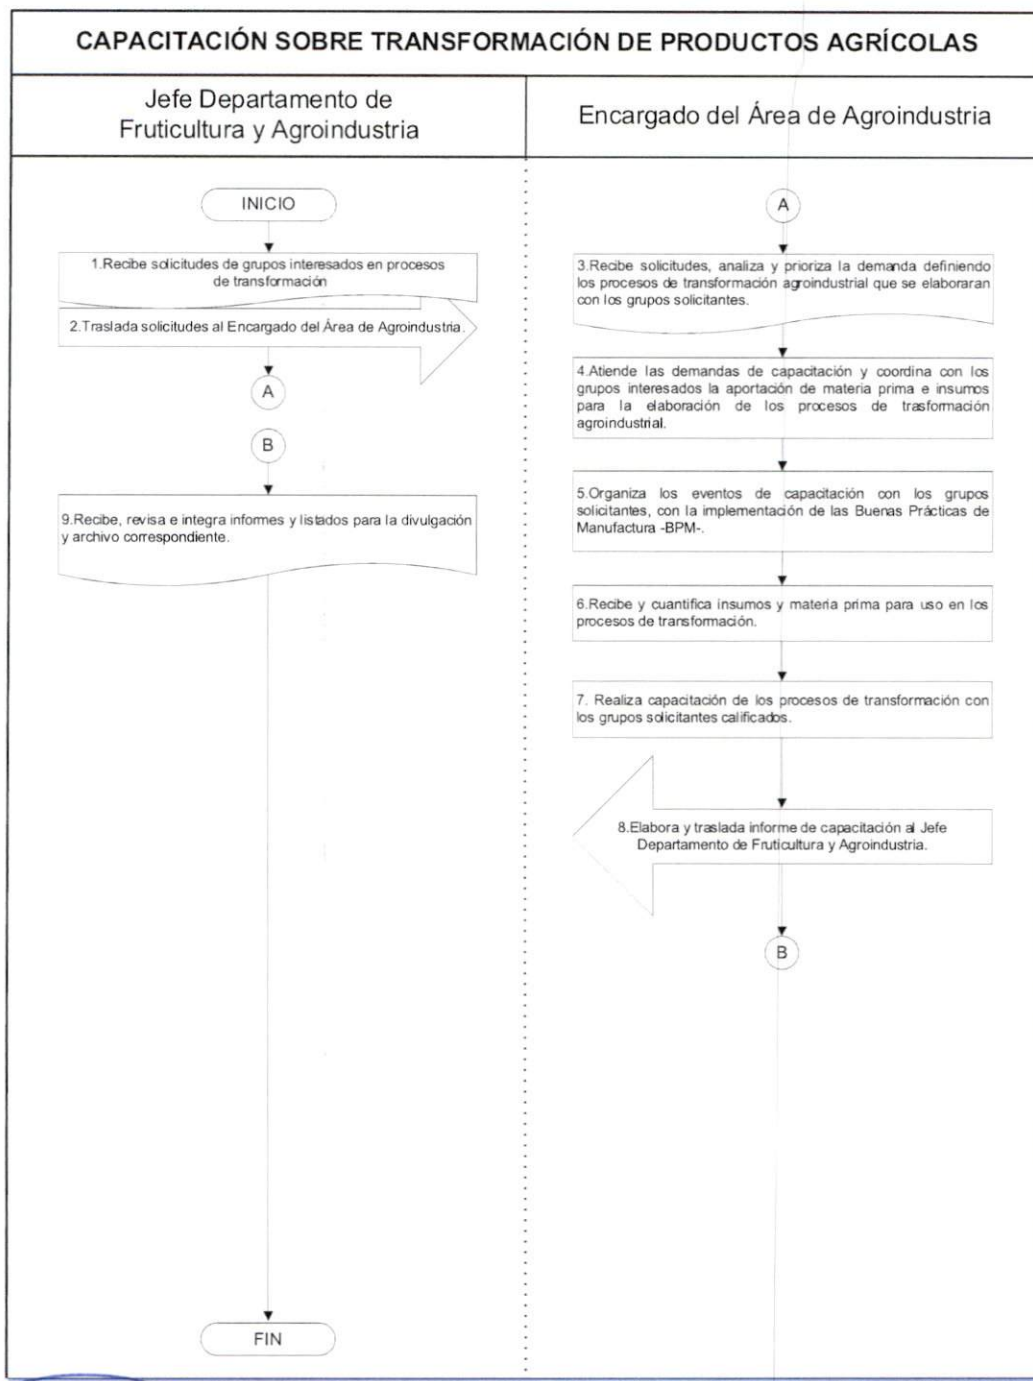 CAPACITACIÓN SOBRE TRANSFORMACIÓN DE PRODUCTOS AGRÍCOLAS
Jefe Departamento de
Fruticultura y Agroindustria
INICIO
1.Recibe solicitudes de grupos interesados en procesos
de transformación
2.Traslada solicitudes al Encargado del Área de Agroindustria.
A
B
9.Recibe, revisa e integra informes y listados para la divulgación
y archivo correspondiente.
FIN
Encargado del Área de Agroindustria
A
3.Recibe solicitudes, analiza y prioriza la demanda definiendo
los procesos de transformación agroindustrial que se elaboraran
con los grupos solicitantes.
4.Atiende las demandas de capacitación y coordina con los
grupos interesados la aportación de materia prima e insumos
para la elaboración de los procesos de trasformación
agroindustrial.
5.Organiza los eventos de capacitación con los grupos
solicitantes, con la implementación de las Buenas Prácticas de
Manufactura -BPM-.
6.Recibe y cuantifica insumos y materia prima para uso en los
procesos de transformación.
7. Realiza capacitación de los procesos de transformación con
los grupos solicitantes calificados.
8.Elabora y traslada informe de capacitación al Jefe
Departamento de Fruticultura y Agroindustria.
B